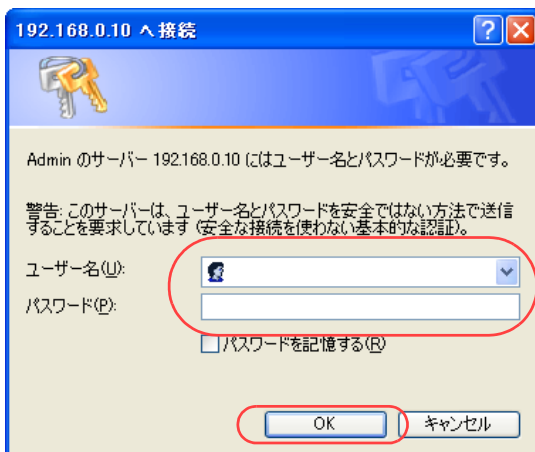 192.168.0.10 へ接続
Admin のサーバー 192.168.0.10 にはユーザー名とパスワードが必要です。
警告: このサーバーは、ユーザー名とパスワードを安全ではない方法で送信
することを要求しています (安全な接続を使わない基本的な認証)。
ユーザー名(U):
パスワード(P):
パスワードを記憶する(R)
OK キャンセル